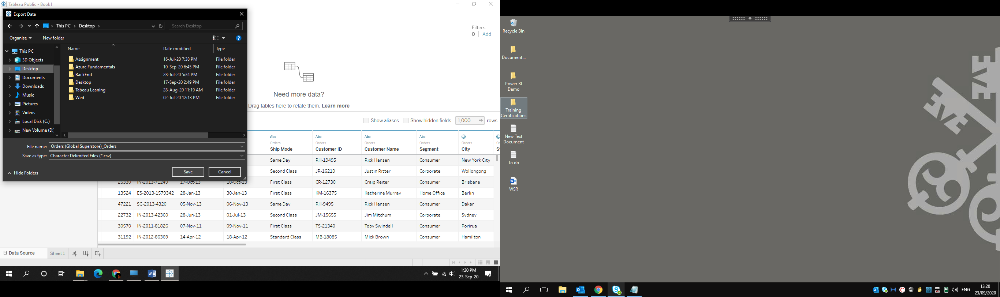 Tableau Public - Book1
Export Data
This PC
Desktop
Search Desktop
Organise
New folder
This PC
3D Objects
Desktop
Documents
Downloads
Music
Pictures
Videos
Local Disk (C:)
New Volume (D:
Name Date modified Type
Assignment 16-Jul-20 7:38 PM File folder
Azure Fundamentals 10-Sep-20 6:45 PM File folder
BackEnd 28-Jul-20 5:34 PM File folder
Desktop 17-Sep-20 2:49 PM File folder
Tabeau Leaning 28-Aug-20 11:19 AM File folder
Wed 02-Jul-20 12:13 PM File folder
File name: Orders (Global Superstore)_Orders
Save as type: Character Delimited Files (*.csv)
Hide Folders
Save
Cancel
Filters
0 Add
Need more data?
Drag tables here to relate them. Learn more
Show aliases Show hidden fields 1,000 rows
Abc Abc Abc Abc
Orders Orders Orders Orders Orders
Ship Mode Customer ID Customer Name Segment City
Same Day RH-19495 Rick Hansen Consumer New York City
Second Class JR-16210 Justin Ritter Corporate Wollongong
25330 IN-2013-71249 17-Oct-13 18-Oct-13 First Class CR-12730 Craig Reiter Consumer Brisbane
13524 ES-2013-1579342 28-Jan-13 30-Jan-13 First Class KM-16375 Katherine Murray Home Office Berlin
47221 SG-2013-4320 05-Nov-13 06-Nov-13 Same Day RH-9495 Rick Hansen Consumer Dakar
22732 IN-2013-42360 28-Jun-13 01-Jul-13 Second Class JM-15655 Jim Mitchum Corporate Sydney
30570 IN-2011-81826 07-Nov-11 09-Nov-11 First Class TS-21340 Toby Swindell Consumer Porirua
31192 IN-2012-86369 14-Apr-12 18-Apr-12 Standard Class MB-18085 Mick Brown Consumer Hamilton
Data Source Sheet 1
1:20 PM
23-Sep-20
Recycle Bin
Document...
Power BI
Demo
Training
Certifications
New Text
Document
To do
WSR
ENG
13:20
23/09/2020